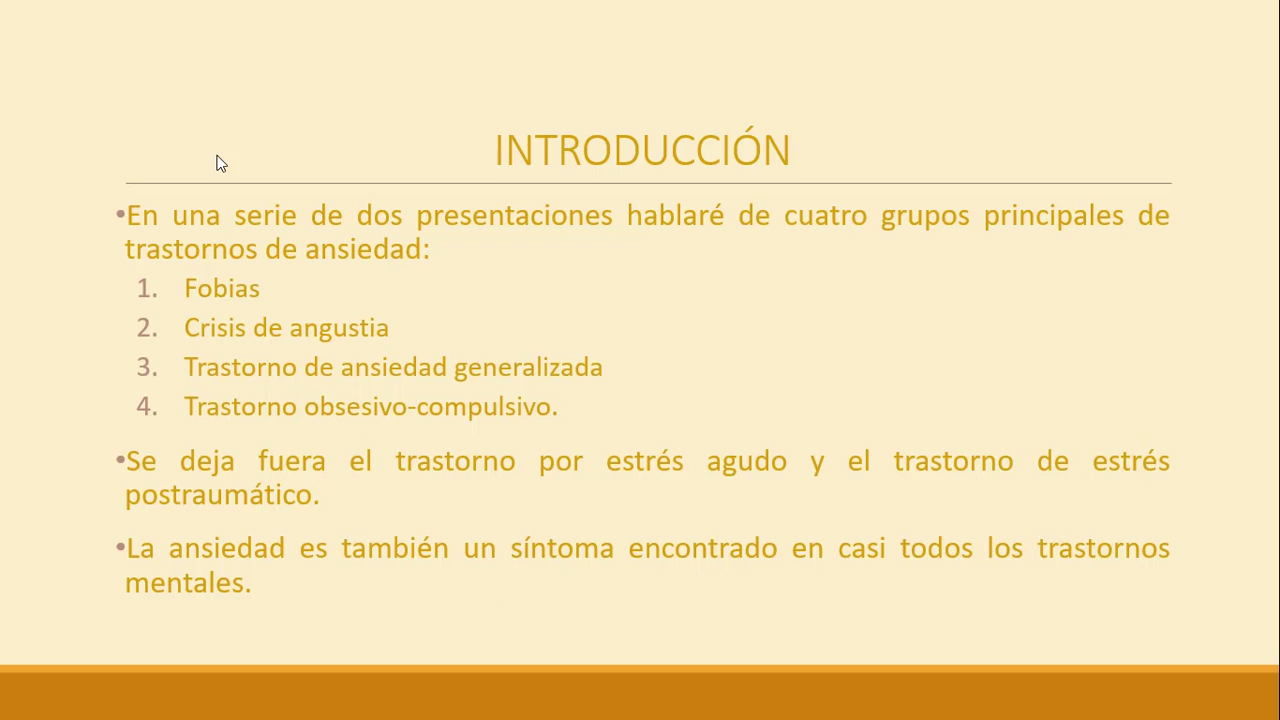 INTRODUCCIÓN
•En una serie de dos presentaciones hablaré de cuatro grupos principales de
trastornos de ansiedad:
1. Fobias
2. Crisis de angustia
3. Trastorno de ansiedad generalizada
4. Trastorno obsesivo-compulsivo.
•Se deja fuera el trastorno por estrés agudo y el trastorno de estrés
postraumático.
•La ansiedad es también un síntoma encontrado en casi todos los trastornos
mentales.